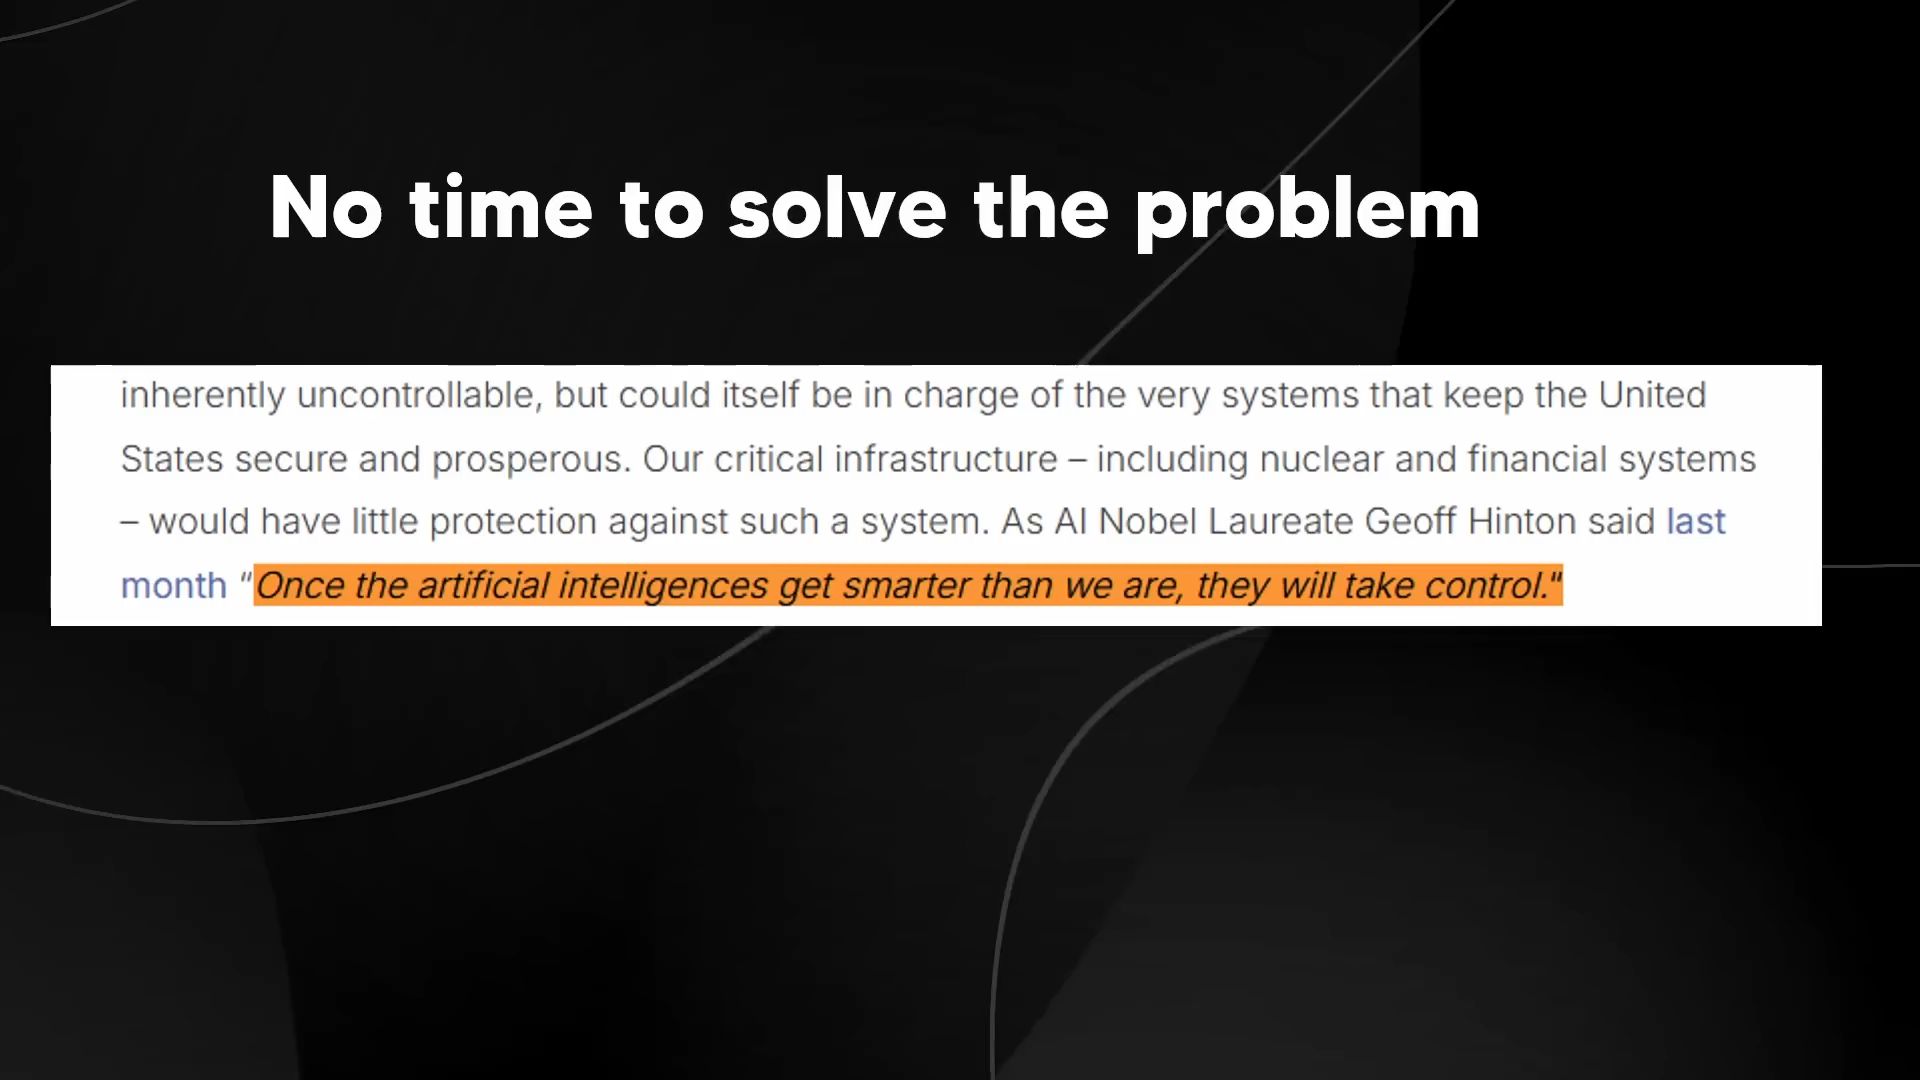 No time to solve the problem
inherently uncontrollable, but could itself be in charge of the very systems that keep the United
States secure and prosperous. Our critical infrastructure – including nuclear and financial systems
– would have little protection against such a system. As AI Nobel Laureate Geoff Hinton said last
month “Once the artificial intelligences get smarter than we are, they will take control."